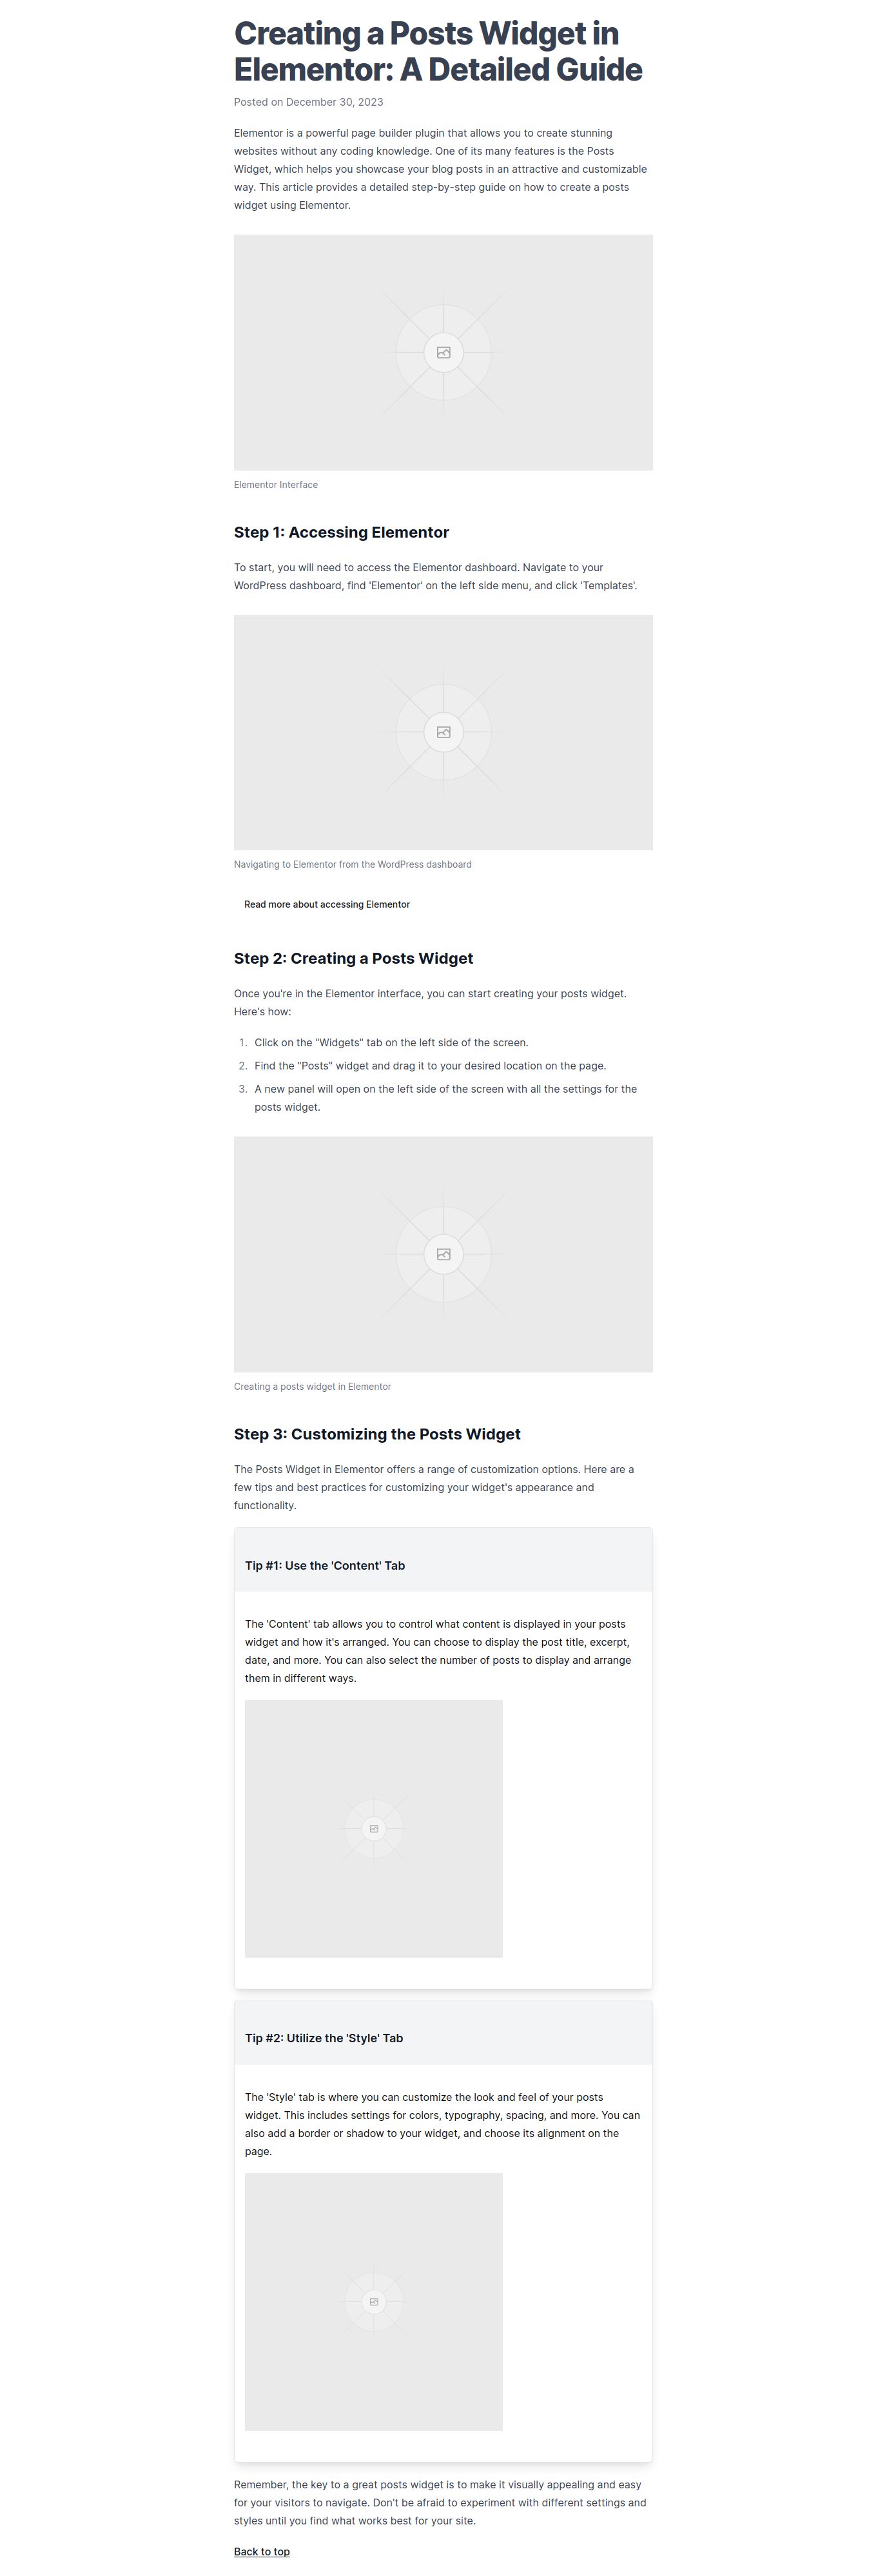 Creating a Posts Widget in
Elementor: A Detailed Guide
Posted on December 30, 2023
Elementor is a powerful page builder plugin that allows you to create stunning
websites without any coding knowledge. One of its many features is the Posts
Widget, which helps you showcase your blog posts in an attractive and customizable
way. This article provides a detailed step-by-step guide on how to create a posts
widget using Elementor.
Elementor Interface
Step 1: Accessing Elementor
To start, you will need to access the Elementor dashboard. Navigate to your
WordPress dashboard, find 'Elementor' on the left side menu, and click 'Templates'.
Navigating to Elementor from the WordPress dashboard
Read more about accessing Elementor
Step 2: Creating a Posts Widget
Once you're in the Elementor interface, you can start creating your posts widget.
Here's how:
1. Click on the "Widgets" tab on the left side of the screen.
2. Find the "Posts" widget and drag it to your desired location on the page.
3. A new panel will open on the left side of the screen with all the settings for the
posts widget.
Creating a posts widget in Elementor
Step 3: Customizing the Posts Widget
The Posts Widget in Elementor offers a range of customization options. Here are a
few tips and best practices for customizing your widget's appearance and
functionality.
Tip #1: Use the 'Content' Tab
The 'Content' tab allows you to control what content is displayed in your posts
widget and how it's arranged. You can choose to display the post title, excerpt,
date, and more. You can also select the number of posts to display and arrange
them in different ways.
Tip #2: Utilize the 'Style' Tab
The 'Style' tab is where you can customize the look and feel of your posts
widget. This includes settings for colors, typography, spacing, and more. You can
also add a border or shadow to your widget, and choose its alignment on the
page.
Remember, the key to a great posts widget is to make it visually appealing and easy
for your visitors to navigate. Don't be afraid to experiment with different settings and
styles until you find what works best for your site.
Back to top